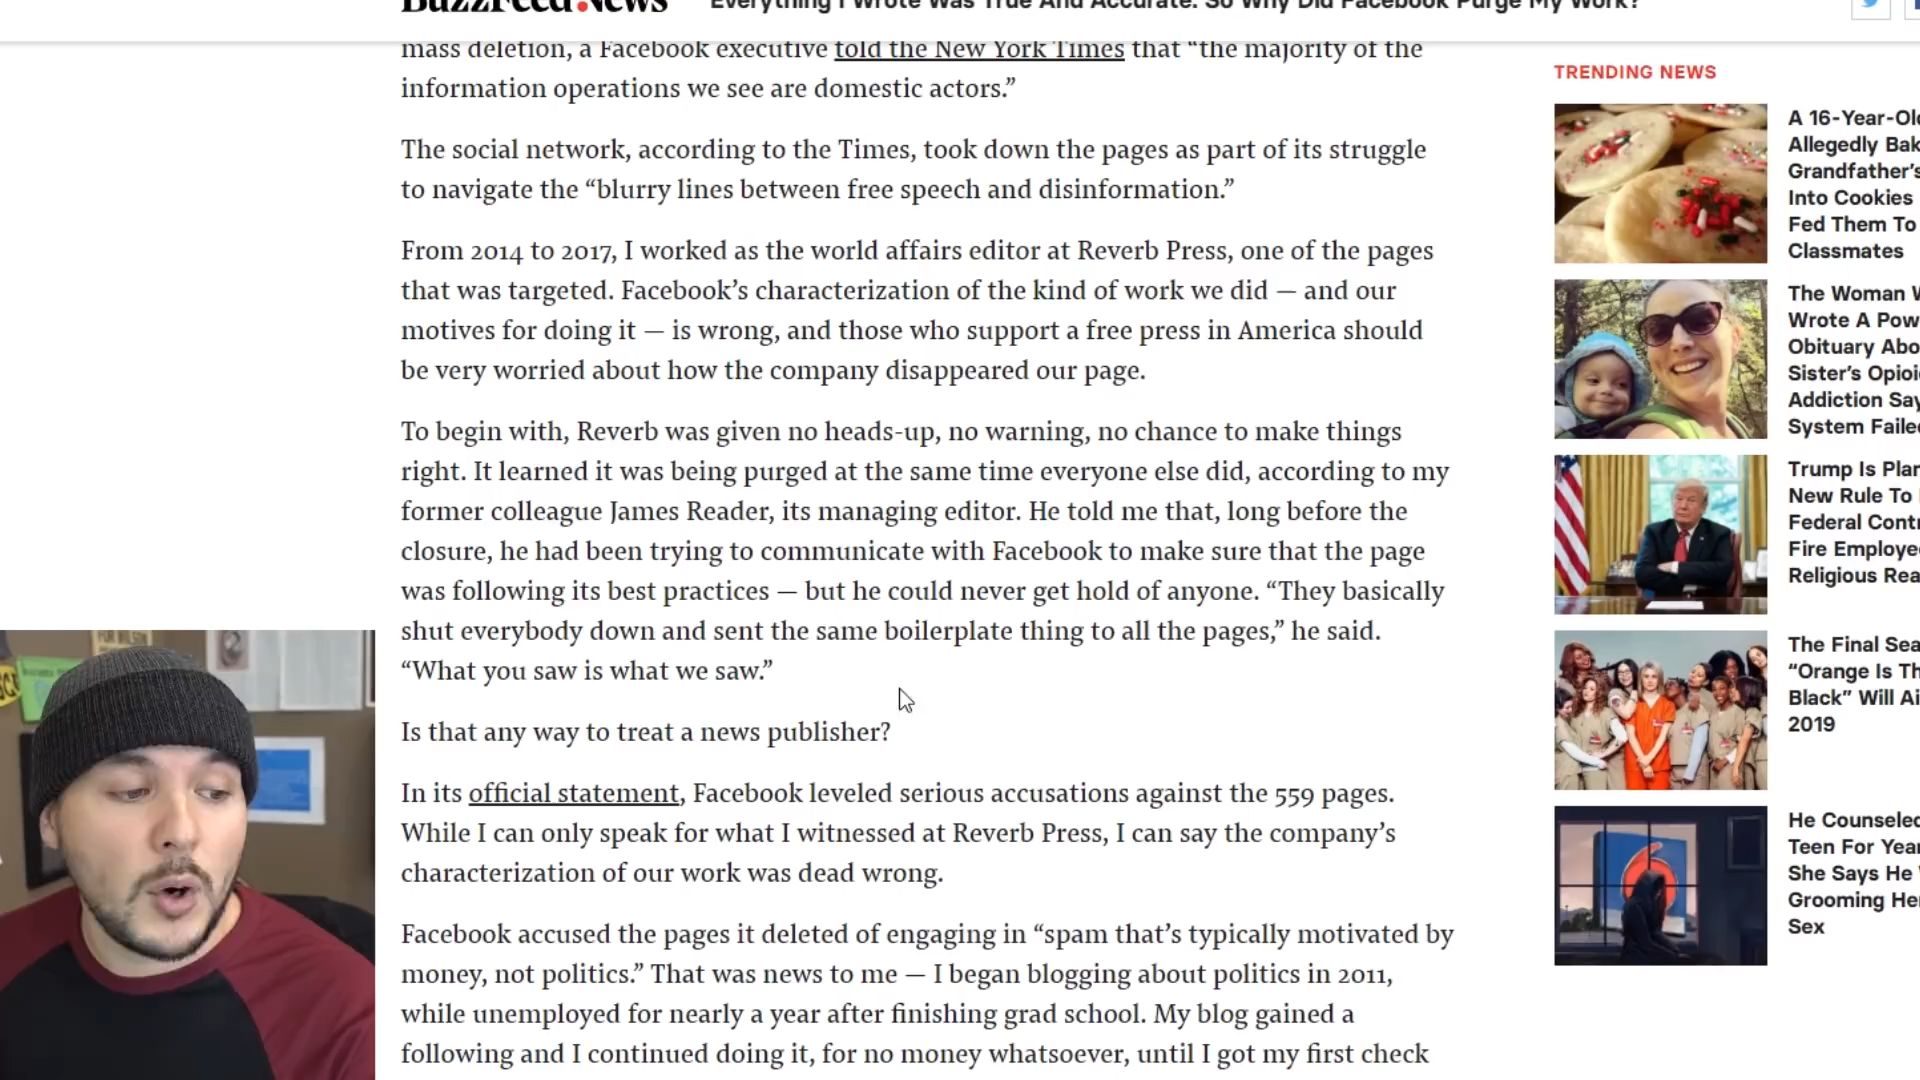 BuzzFeed News
Everything I Wrote Was True And Accurate. So Why Did Facebook Purge My Work?
mass deletion, a Facebook executive told the New York Times that “the majority of the
information operations we see are domestic actors.”
The social network, according to the Times, took down the pages as part of its struggle
to navigate the “blurry lines between free speech and disinformation.”
From 2014 to 2017, I worked as the world affairs editor at Reverb Press, one of the pages
that was targeted. Facebook’s characterization of the kind of work we did — and our
motives for doing it — is wrong, and those who support a free press in America should
be very worried about how the company disappeared our page.
To begin with, Reverb was given no heads-up, no warning, no chance to make things
right. It learned it was being purged at the same time everyone else did, according to my
former colleague James Reader, its managing editor. He told me that, long before the
closure, he had been trying to communicate with Facebook to make sure that the page
was following its best practices — but he could never get hold of anyone. “They basically
shut everybody down and sent the same boilerplate thing to all the pages,” he said.
“What you saw is what we saw.”
Is that any way to treat a news publisher?
In its official statement, Facebook leveled serious accusations against the 559 pages.
While I can only speak for what I witnessed at Reverb Press, I can say the company’s
characterization of our work was dead wrong.
Facebook accused the pages it deleted of engaging in “spam that’s typically motivated by
money, not politics.” That was news to me — I began blogging about politics in 2011,
while unemployed for nearly a year after finishing grad school. My blog gained a
following and I continued doing it, for no money whatsoever, until I got my first check
TRENDING NEWS
A 16-Year-Ol
Allegedly Bak
Grandfather’s
Into Cookies
Fed Them To
Classmates
The Woman W
Wrote A Pow
Obituary Abo
Sister’s Opioi
Addiction Say
System Faile
Trump Is Plan
New Rule To
Federal Contr
Fire Employe
Religious Rea
The Final Sea
“Orange Is Th
Black” Will Ai
2019
He Counseled
Teen For Year
She Says He
Grooming He
Sex